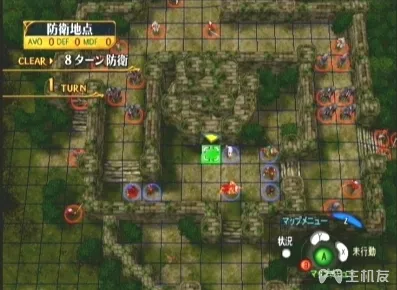 防衛地点
AVO 0 DEF 0 MDF 0
CLEAR 8ターン防衛
1- TURN
マップメニュー Z
状況
Y
X
未行動
A
B
主机友